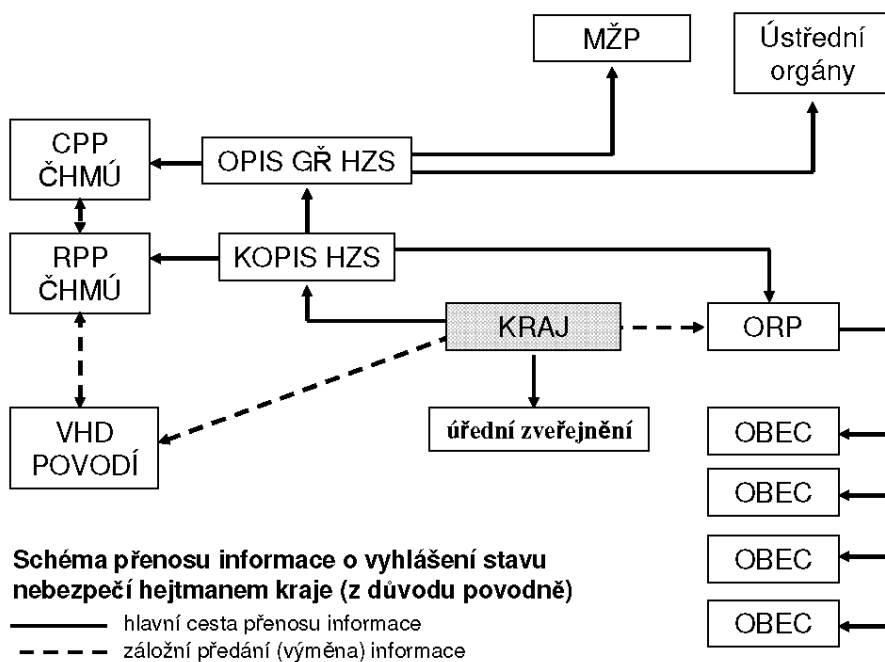 MŽP
Ústřední
orgány
CPP
ČHMÚ
OPIS GŘ HZS
RPP
ČHMÚ
KOPIS HZS
KRAJ
ORP
VHD
POVODÍ
úřední zveřejnění
OBEC
OBEC
OBEC
OBEC
Schéma přenosu informace o vyhlášení stavu
nebezpečí hejtmanem kraje (z důvodu povodně)
hlavní cesta přenosu informace
záložní předání (výměna) informace